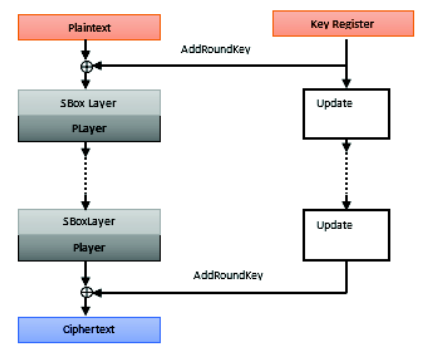 Plaintext
Key Register
AddRoundKey
SBox Layer
PLayer
Update
SBoxLayer
Player
Update
AddRoundKey
Ciphertext